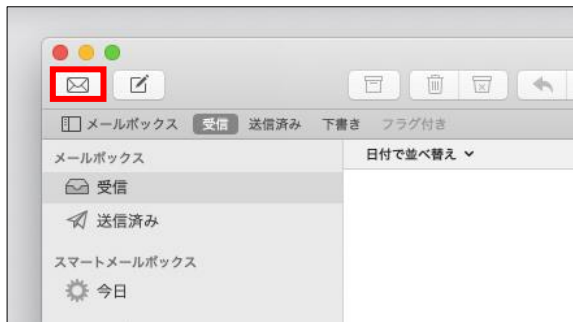 メールボックス 受信 送信済み 下書き フラグ付き
メールボックス
日付で並べ替え
受信
送信済み
スマートメールボックス
今日